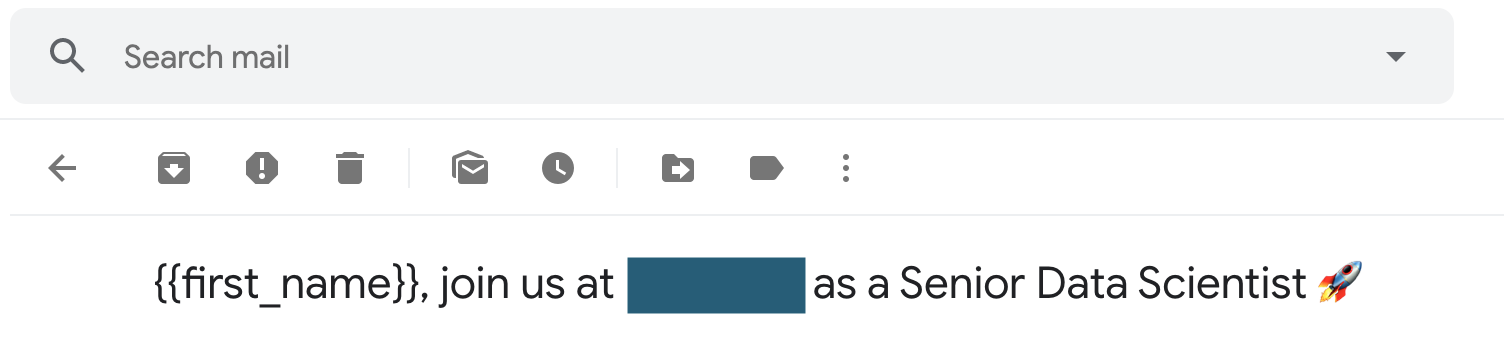 Search mail
{{first_name}}, join us at as a Senior Data Scientist 🚀